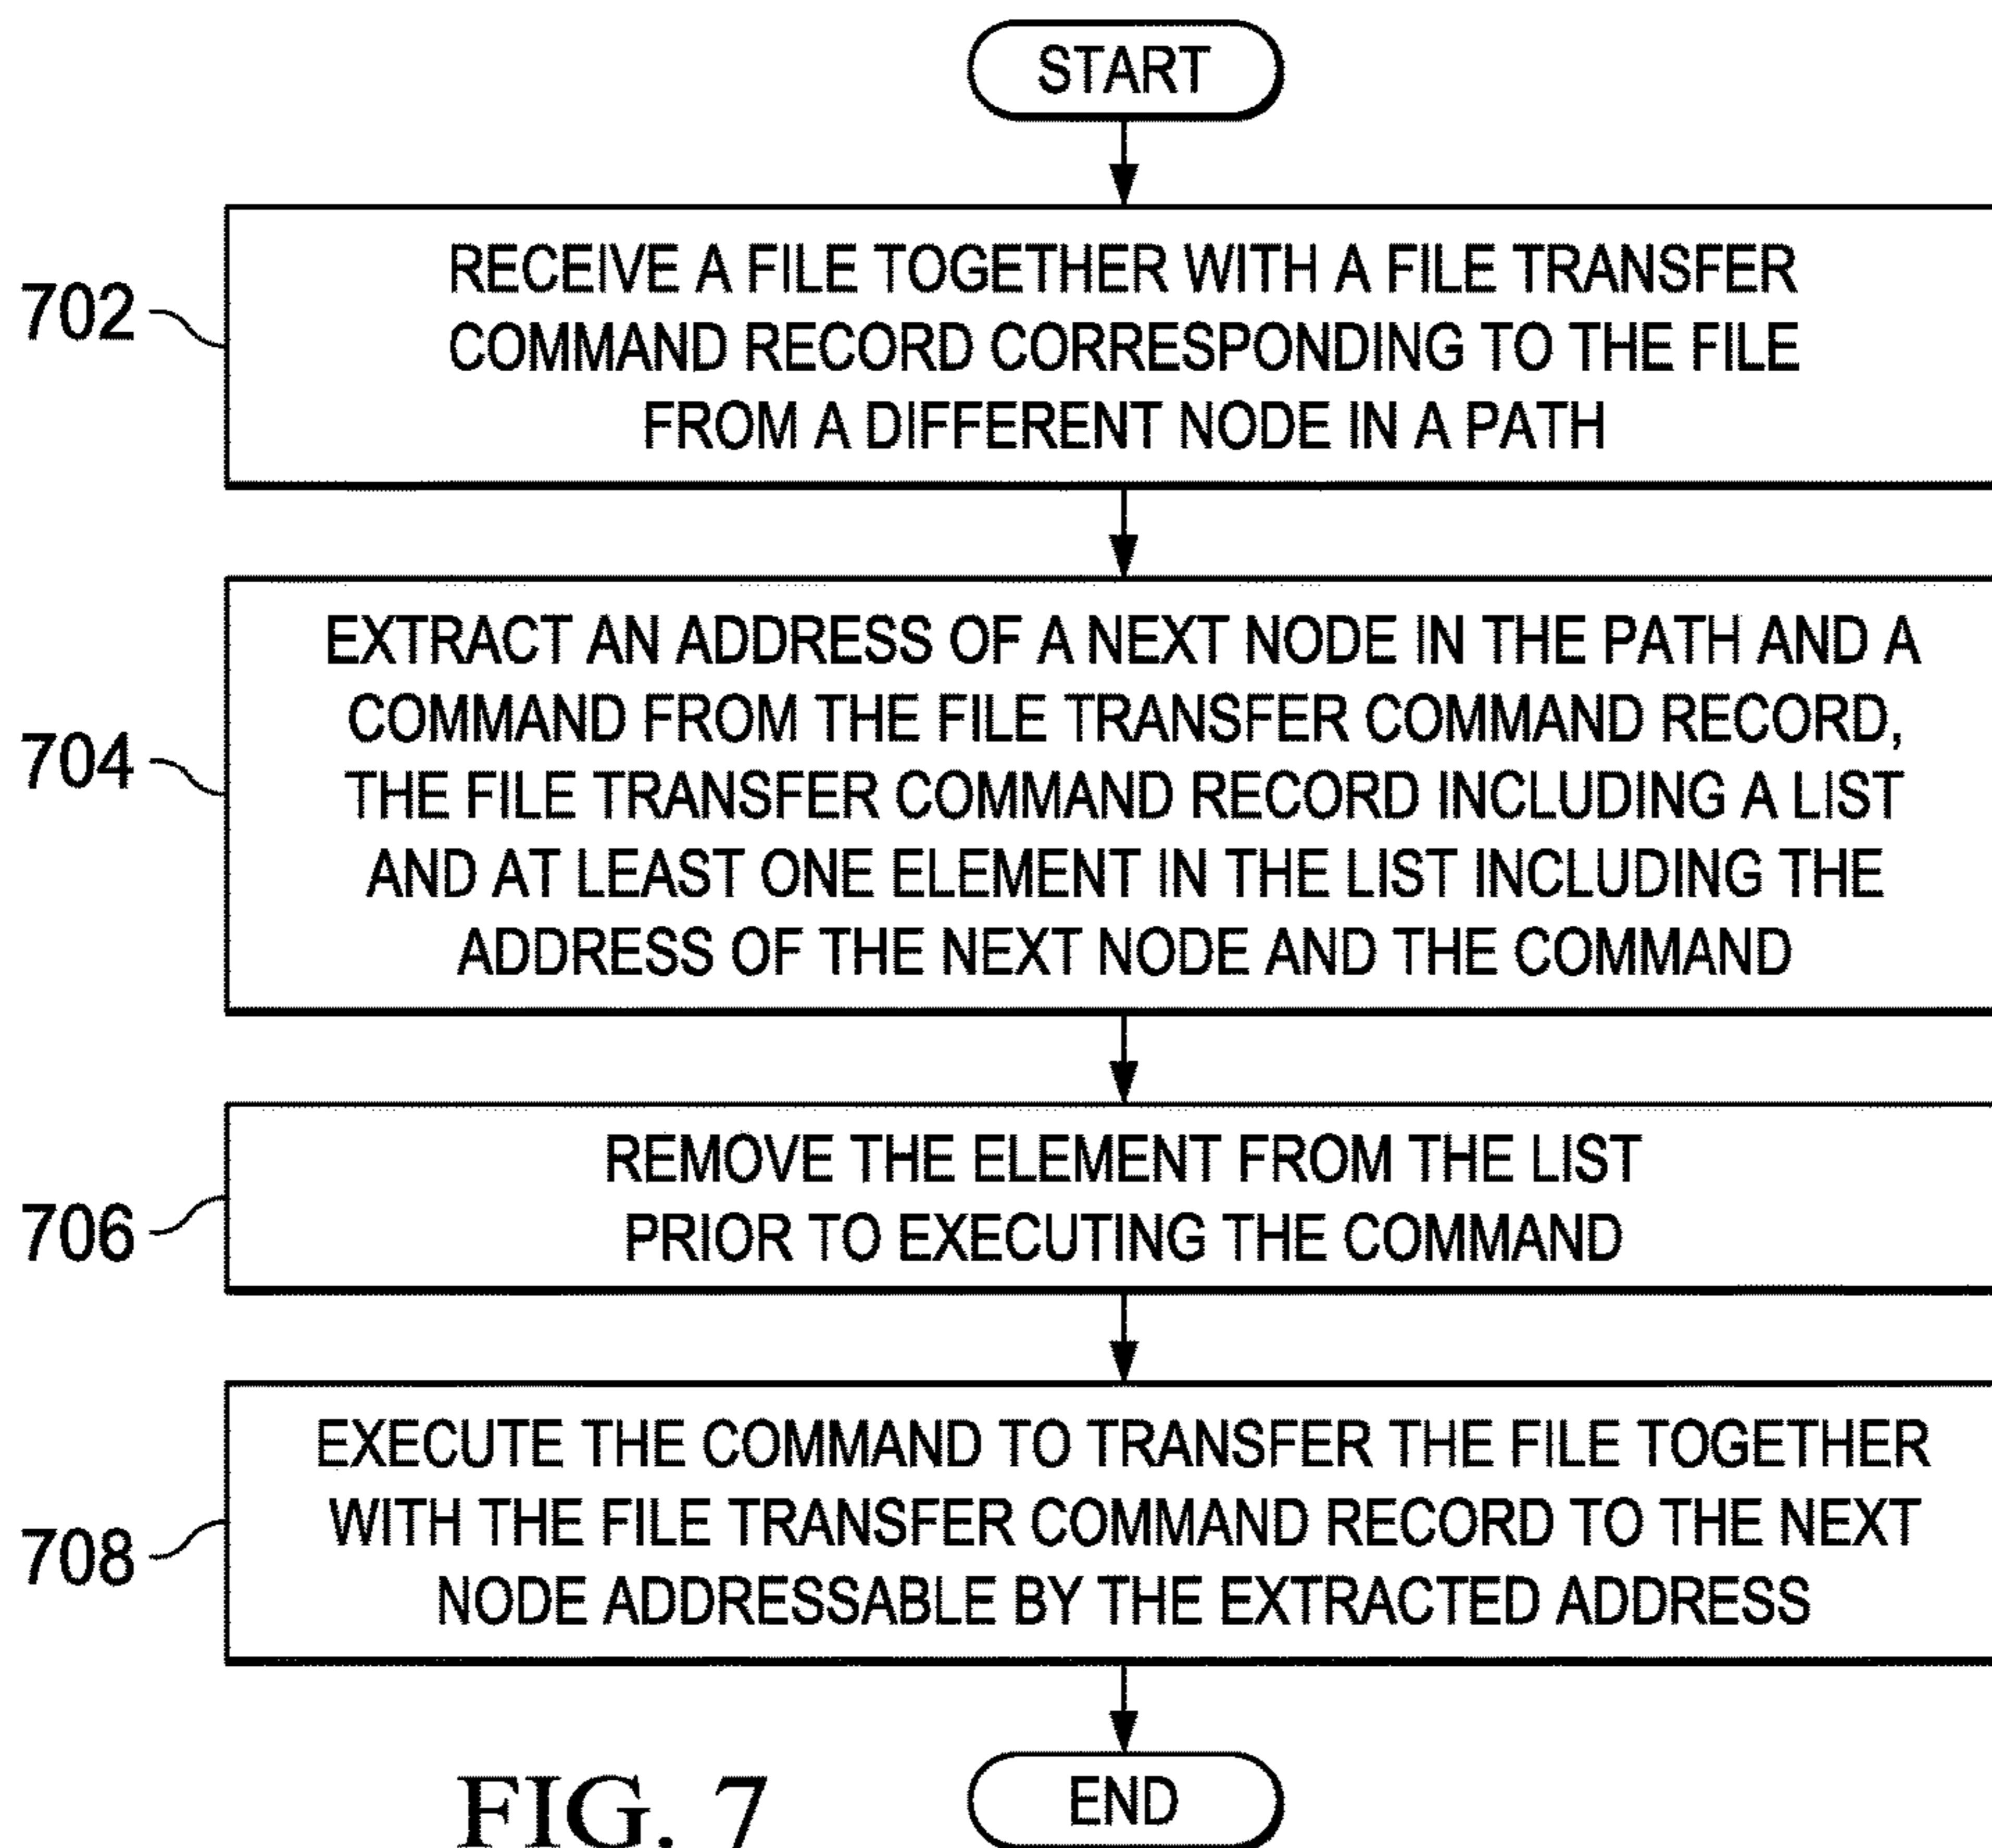 START
702
RECEIVE A FILE TOGETHER WITH A FILE TRANSFER
COMMAND RECORD CORRESPONDING TO THE FILE
FROM A DIFFERENT NODE IN A PATH
704
EXTRACT AN ADDRESS OF A NEXT NODE IN THE PATH AND A
COMMAND FROM THE FILE TRANSFER COMMAND RECORD,
THE FILE TRANSFER COMMAND RECORD INCLUDING A LIST
AND AT LEAST ONE ELEMENT IN THE LIST INCLUDING THE
ADDRESS OF THE NEXT NODE AND THE COMMAND
706
REMOVE THE ELEMENT FROM THE LIST
PRIOR TO EXECUTING THE COMMAND
708
EXECUTE THE COMMAND TO TRANSFER THE FILE TOGETHER
WITH THE FILE TRANSFER COMMAND RECORD TO THE NEXT
NODE ADDRESSABLE BY THE EXTRACTED ADDRESS
END
FIG. 7